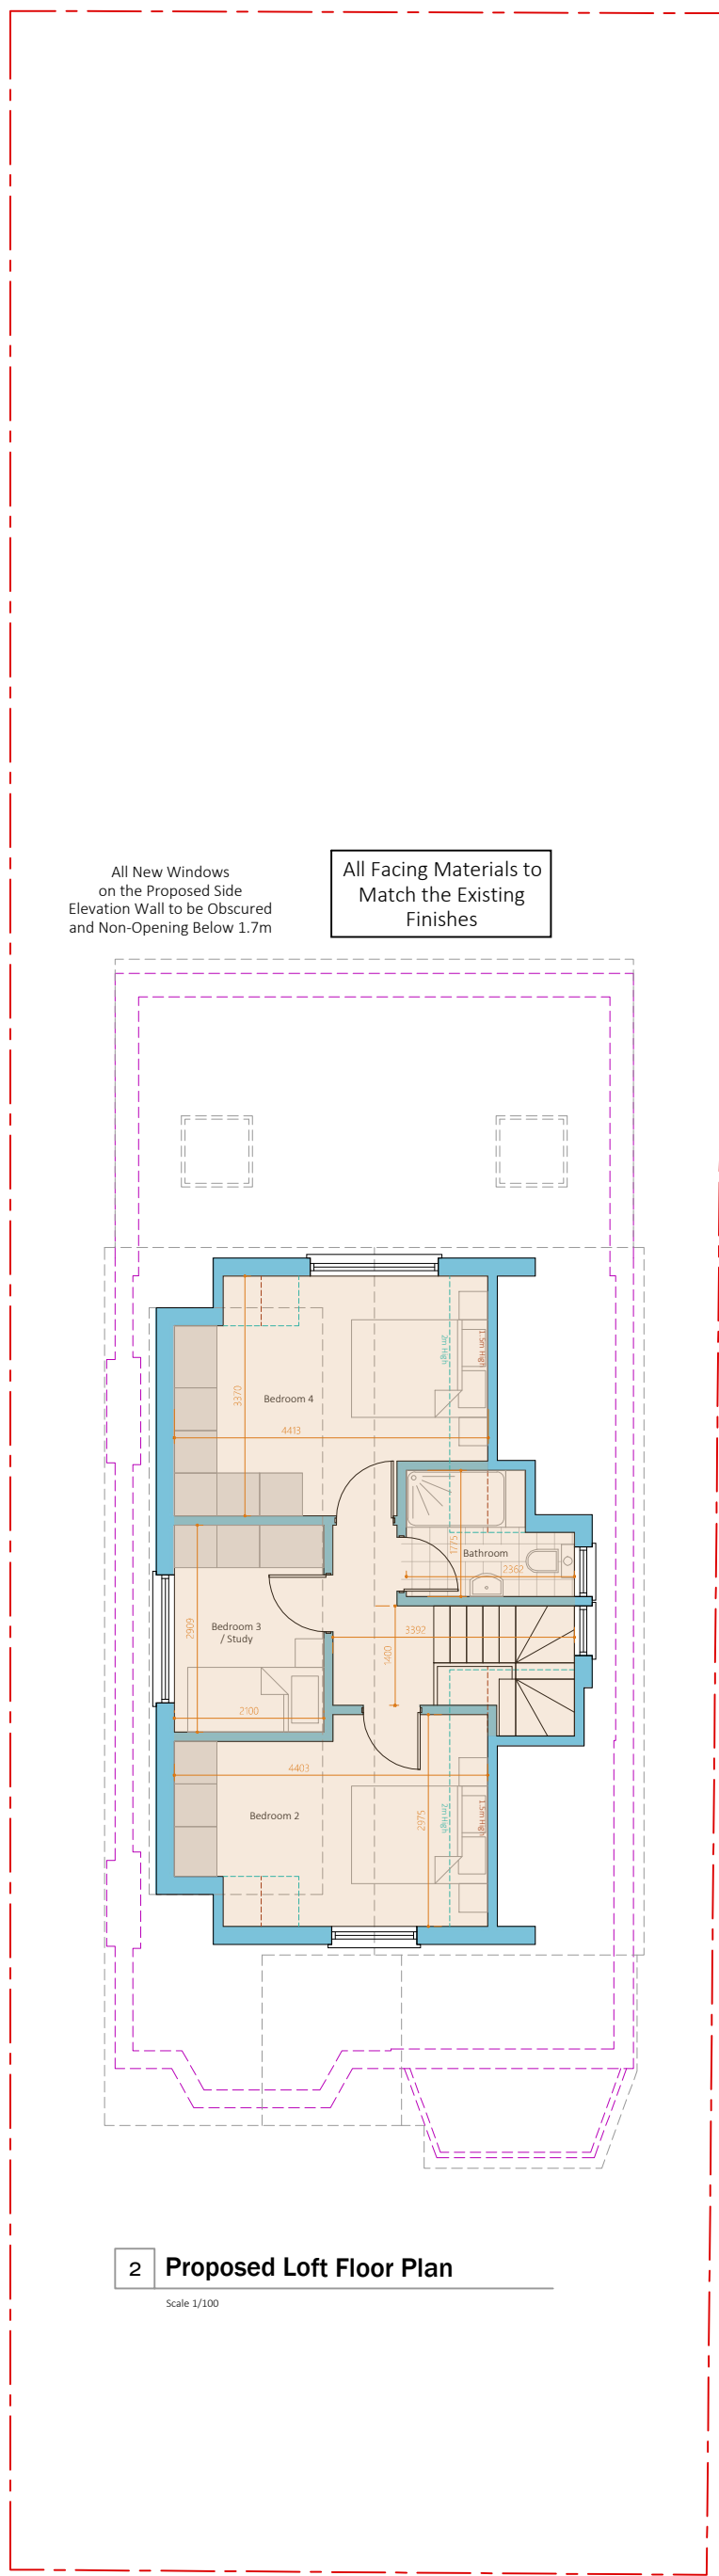 All New Windows
on the Proposed Side
Elevation Wall to be Obscured
and Non-Opening Below 1.7m
All Facing Materials to
Match the Existing
Finishes
2m High
1.5m High
3370
Bedroom 4
4413
1775
Bathroom
2362
2909
Bedroom 3
/ Study
3392
1400
2100
4403
Bedroom 2
2975
2m High
1.5m High
2
Proposed Loft Floor Plan
Scale 1/100